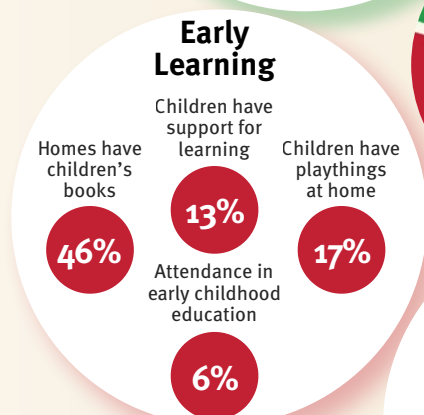 Early
Learning
Children have
support for
learning
13%
Homes have
children's
books
46%
Children have
playthings
at home
17%
Attendance in
early childhood
education
6%